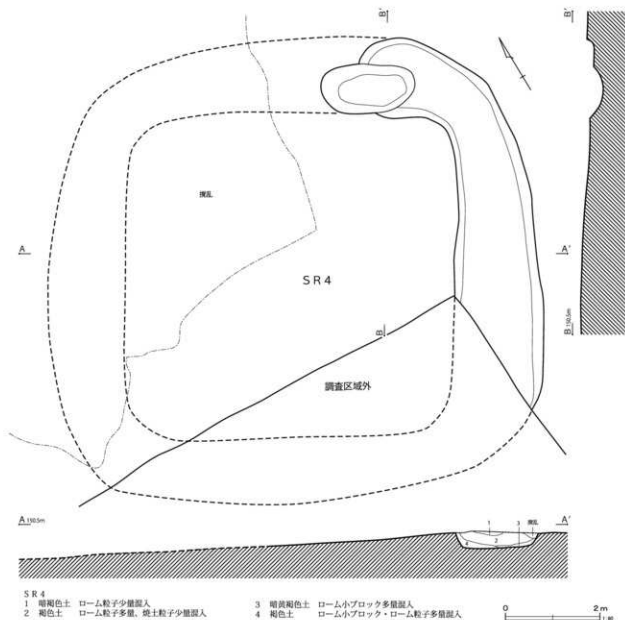 B'
B'
撹乱
A
A'
SR4
B
B 150.5m
調査区域外
A 150.5m
A'
1
3
撹乱
4
2
SR4
1 暗褐色土 ローム粒子少量混入
2 褐色土 ローム粒子多量、焼土粒子少量混入
3 暗黄褐色土 ローム小ブロック多量混入
4 褐色土 ローム小ブロック・ローム粒子多量混入
0
2m